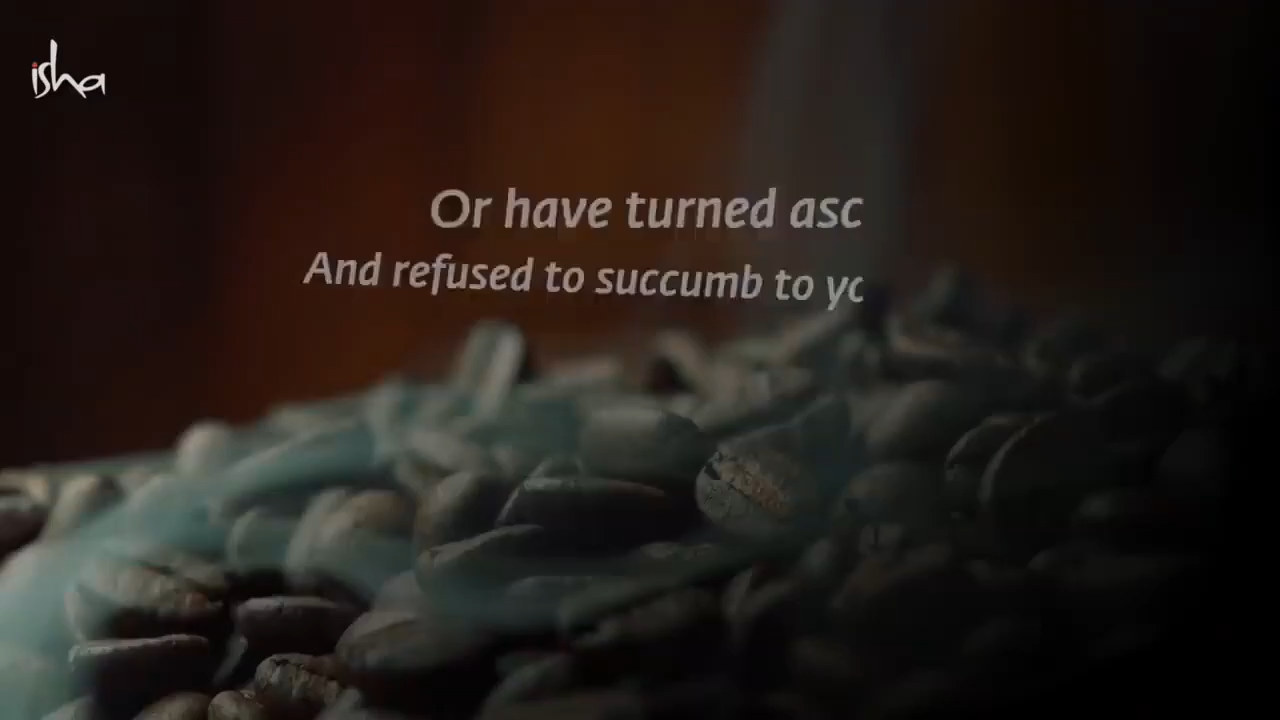 isha
Or have turned asc
And refused to succumb to yc